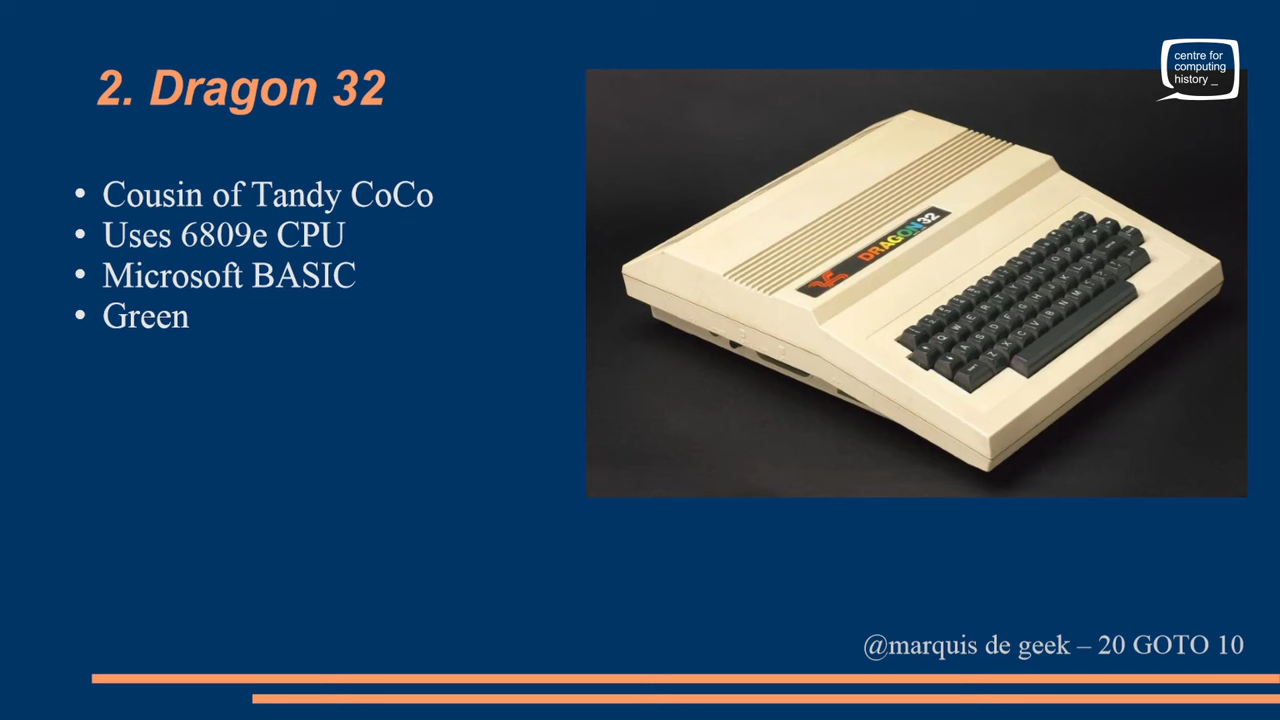 2. Dragon 32
centre for
computing
history _
• Cousin of Tandy CoCo
• Uses 6809e CPU
• Microsoft BASIC
• Green
DRAGON 32
@marquis de geek – 20 GOTO 10